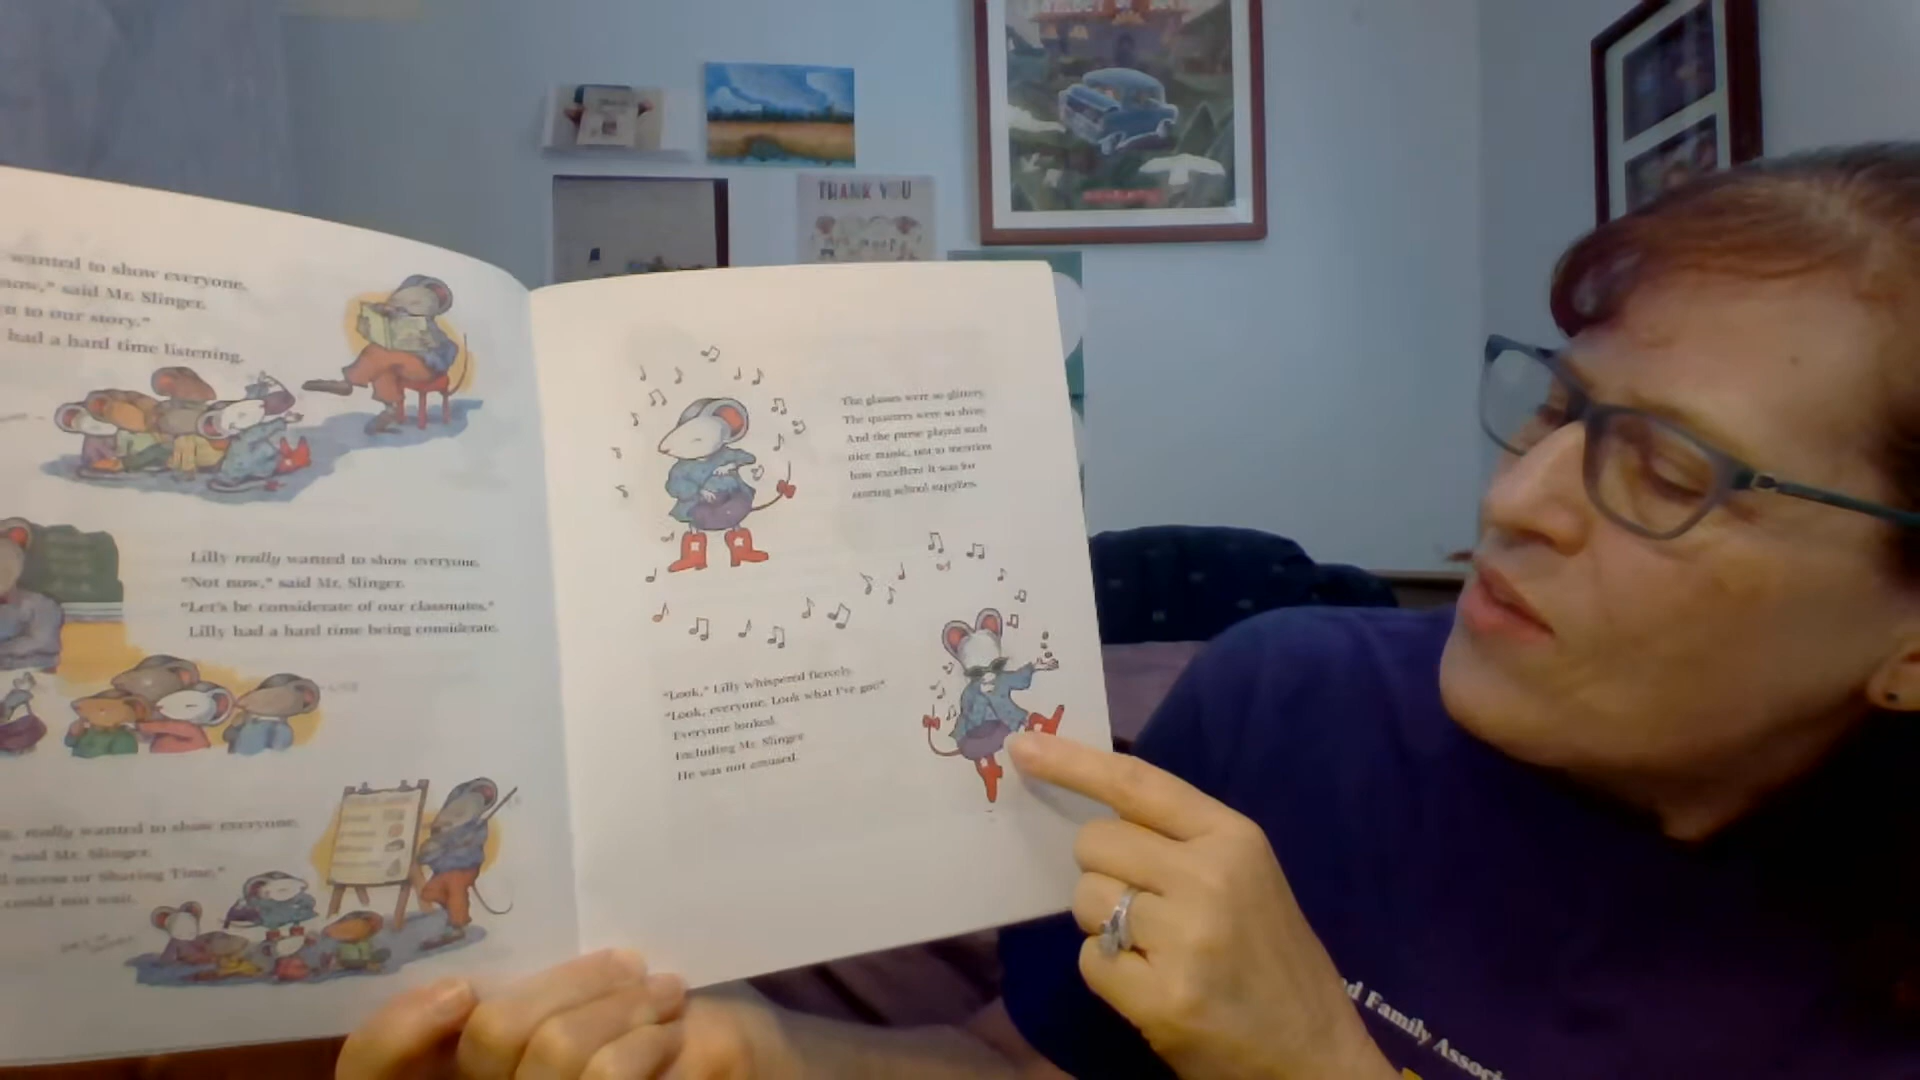 THANK YOU
wanted to show everyone.
now," said Mr. Slinger.
to our story."
had a hard time listening.
Lilly really wanted to show everyone.
"Not now," said Mr. Slinger.
"Let's be considerate of our classmates."
Lilly had a hard time being considerate.
really wanted to show everyone.
said Mr. Slinger.
recess or Sharing Time,"
could not wait.
The glasses were so glittery.
The quarters were so shiny.
And the purse played such
nice music, not to mention
how excellent it was for
storing school supplies.
"Look," Lilly whispered fiercely.
"Look, everyone. Look what I've got!"
Everyone looked.
Including Mr. Slinger.
He was not amused.
d Family Associ